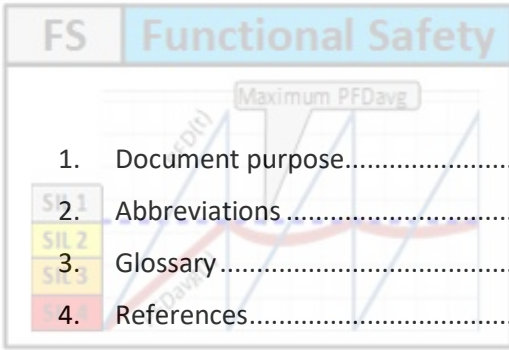 FS Functional Safety
Maximum PFDavg
PFD(t)
1. Document purpose......................
2. Abbreviations..............................
3. Glossary........................................
4. References...................................
SIL 1
SIL 2
SIL 3